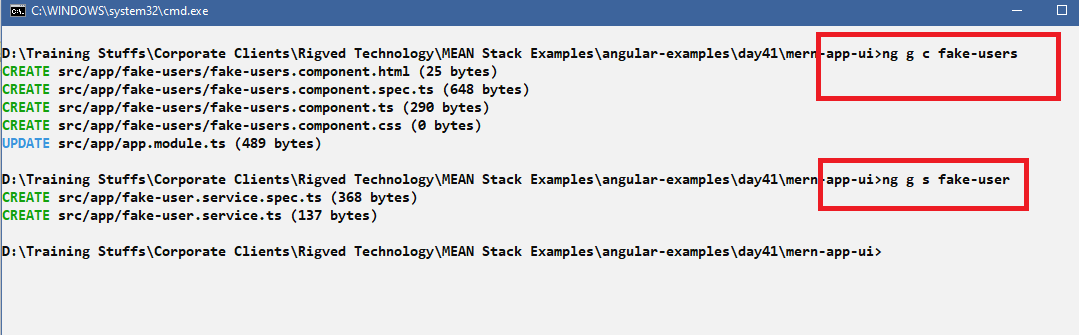 C:\WINDOWS\system32\cmd.exe
D:\Training Stuffs\Corporate Clients\Rigved Technology\MEAN Stack Examples\angular-examples\day41\mern-app-ui>ng g c fake-users
CREATE src/app/fake-users/fake-users.component.html (25 bytes)
CREATE src/app/fake-users/fake-users.component.spec.ts (648 bytes)
CREATE src/app/fake-users/fake-users.component.ts (290 bytes)
CREATE src/app/fake-users/fake-users.component.css (0 bytes)
UPDATE src/app/app.module.ts (489 bytes)
D:\Training Stuffs\Corporate Clients\Rigved Technology\MEAN Stack Examples\angular-examples\day41\mern-app-ui>ng g s fake-user
CREATE src/app/fake-user.service.spec.ts (368 bytes)
CREATE src/app/fake-user.service.ts (137 bytes)
D:\Training Stuffs\Corporate Clients\Rigved Technology\MEAN Stack Examples\angular-examples\day41\mern-app-ui>